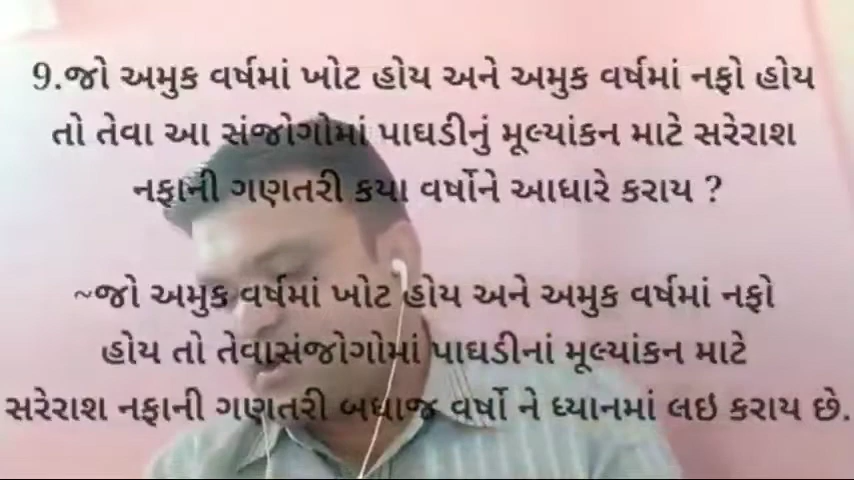 9.જો અમુક વર્ષમાં ખોટ હોય અને અમુક વર્ષમાં નફો હોય
તો તેવા આ સંજોગોમાં પાઘડીનું મૂલ્યાંકન માટે સરેરાશ
નફાની ગણતરી કયા વર્ષોને આધારે કરાય ?
~જો અમુક વર્ષમાં ખોટ હોય અને અમુક વર્ષમાં નફો
હોય તો તેવાસંજોગોમાં પાઘડીનાં મૂલ્યાંકન માટે
સરેરાશ નફાની ગણતરી બધાજ વર્ષો ને ધ્યાનમાં લઇ કરાય છે.